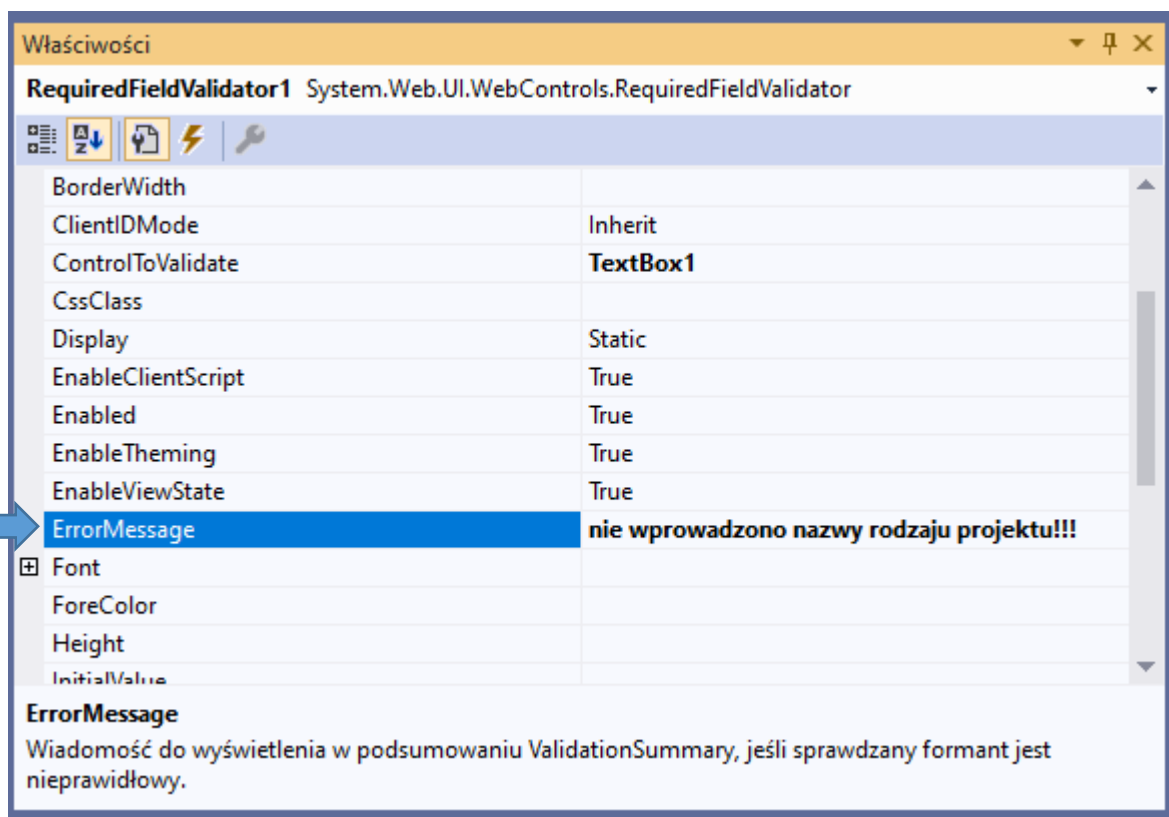 Właściwości
RequiredFieldValidator1 System.Web.UI.WebControls.RequiredFieldValidator
BorderWidth
ClientIDMode Inherit
ControlToValidate TextBox1
CssClass
Display Static
EnableClientScript True
Enabled True
EnableTheming True
EnableViewState True
ErrorMessage nie wprowadzono nazwy rodzaju projektu!!!
Font
ForeColor
Height
InitialValue
ErrorMessage
Wiadomość do wyświetlenia w podsumowaniu ValidationSummary, jeśli sprawdzany formant jest
nieprawidłowy.